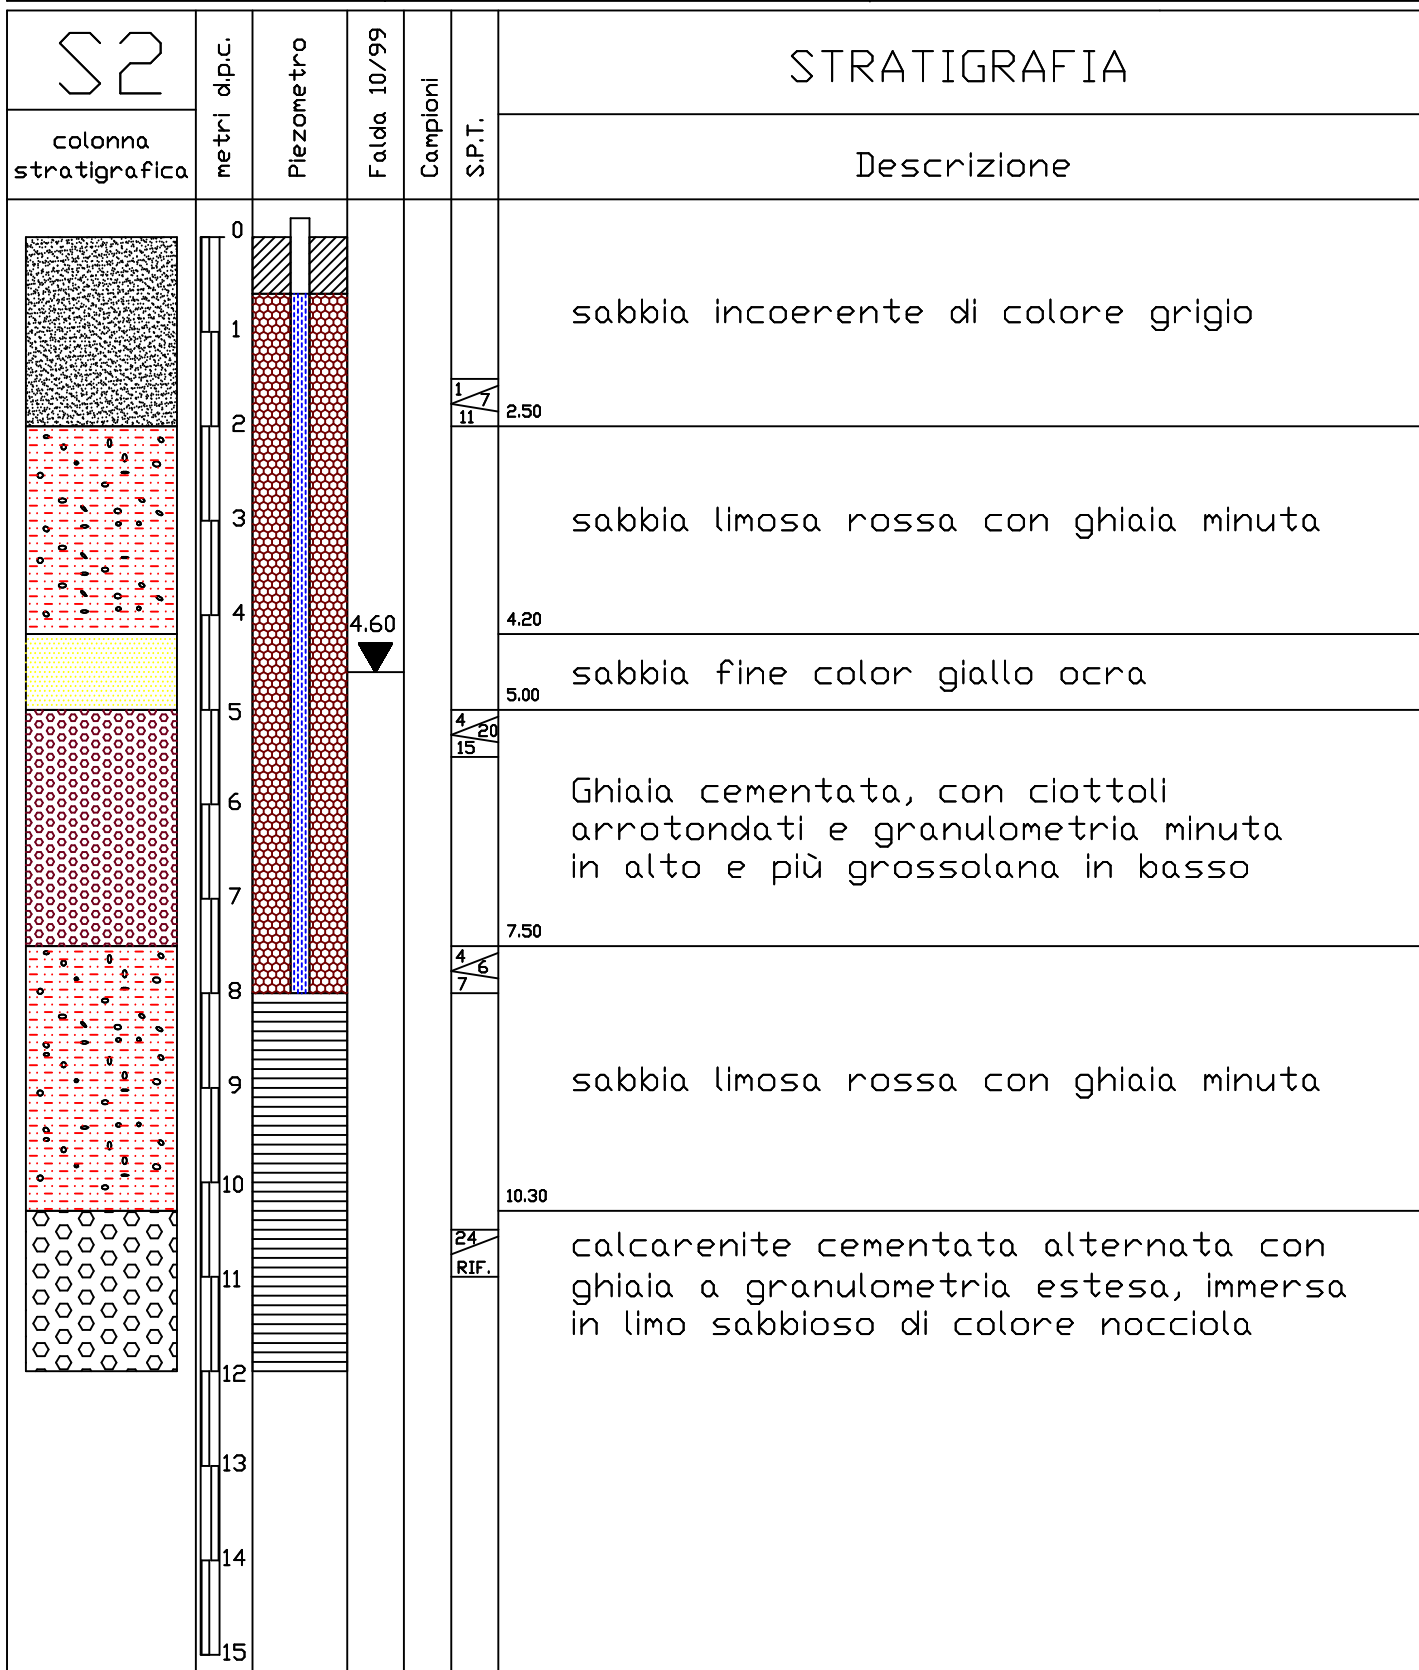 S2
colonna
stratigrafica
metri d.p.c.
Piezometro
Falda 10/99
Campioni
S.P.T.
STRATIGRAFIA
Descrizione
0
1
2
3
4
5
6
7
8
9
10
11
12
13
14
15
4.60
1
7
11
4
20
15
4
6
7
24
RIF.
sabbia incoerente di colore grigio
2.50
sabbia limosa rossa con ghiaia minuta
4.20
sabbia fine color giallo ocra
5.00
Ghiaia cementata, con ciottoli
arrotondati e granulometria minuta
in alto e più grossolana in basso
7.50
sabbia limosa rossa con ghiaia minuta
10.30
calcarenite cementata alternata con
ghiaia a granulometria estesa, immersa
in limo sabbioso di colore nocciola